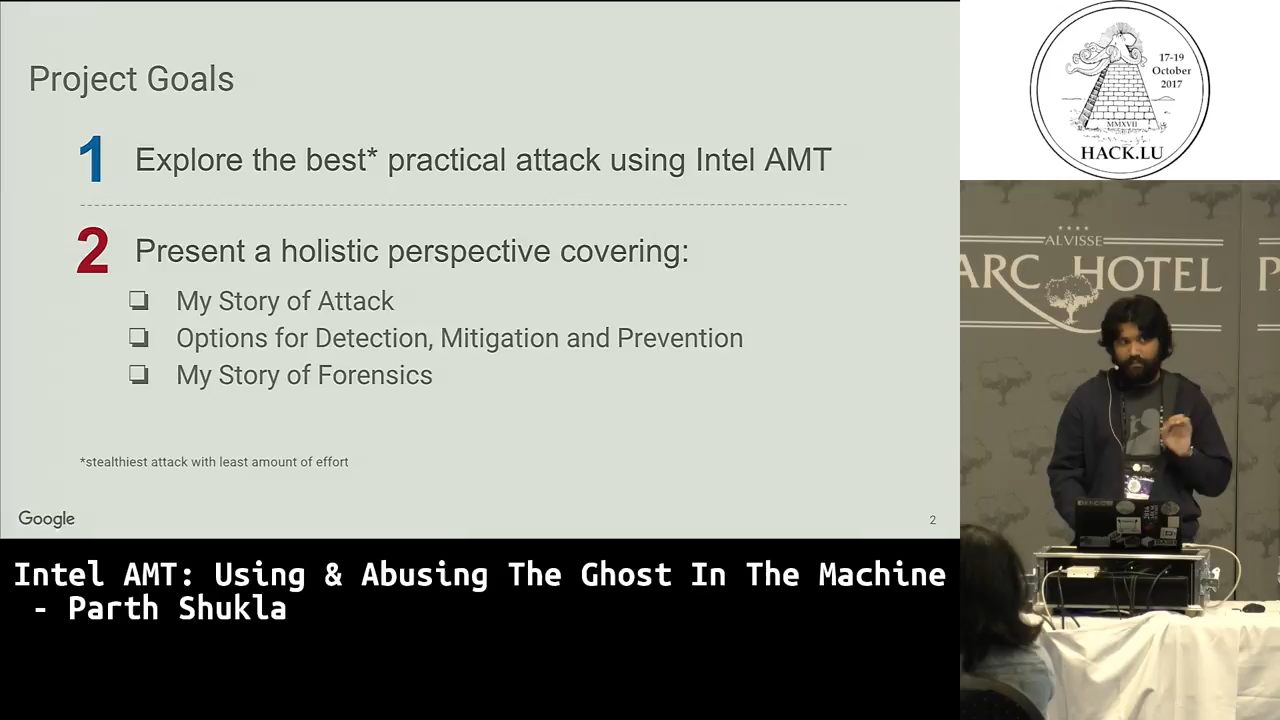 Project Goals
1 Explore the best* practical attack using Intel AMT
2 Present a holistic perspective covering:
❏ My Story of Attack
❏ Options for Detection, Mitigation and Prevention
❏ My Story of Forensics
*stealthiest attack with least amount of effort
Google
2
Intel AMT: Using & Abusing The Ghost In The Machine
- Parth Shukla
17-19
October
2017
MMXVII
HACK.LU
ALVISSE
ARC HOTEL
P